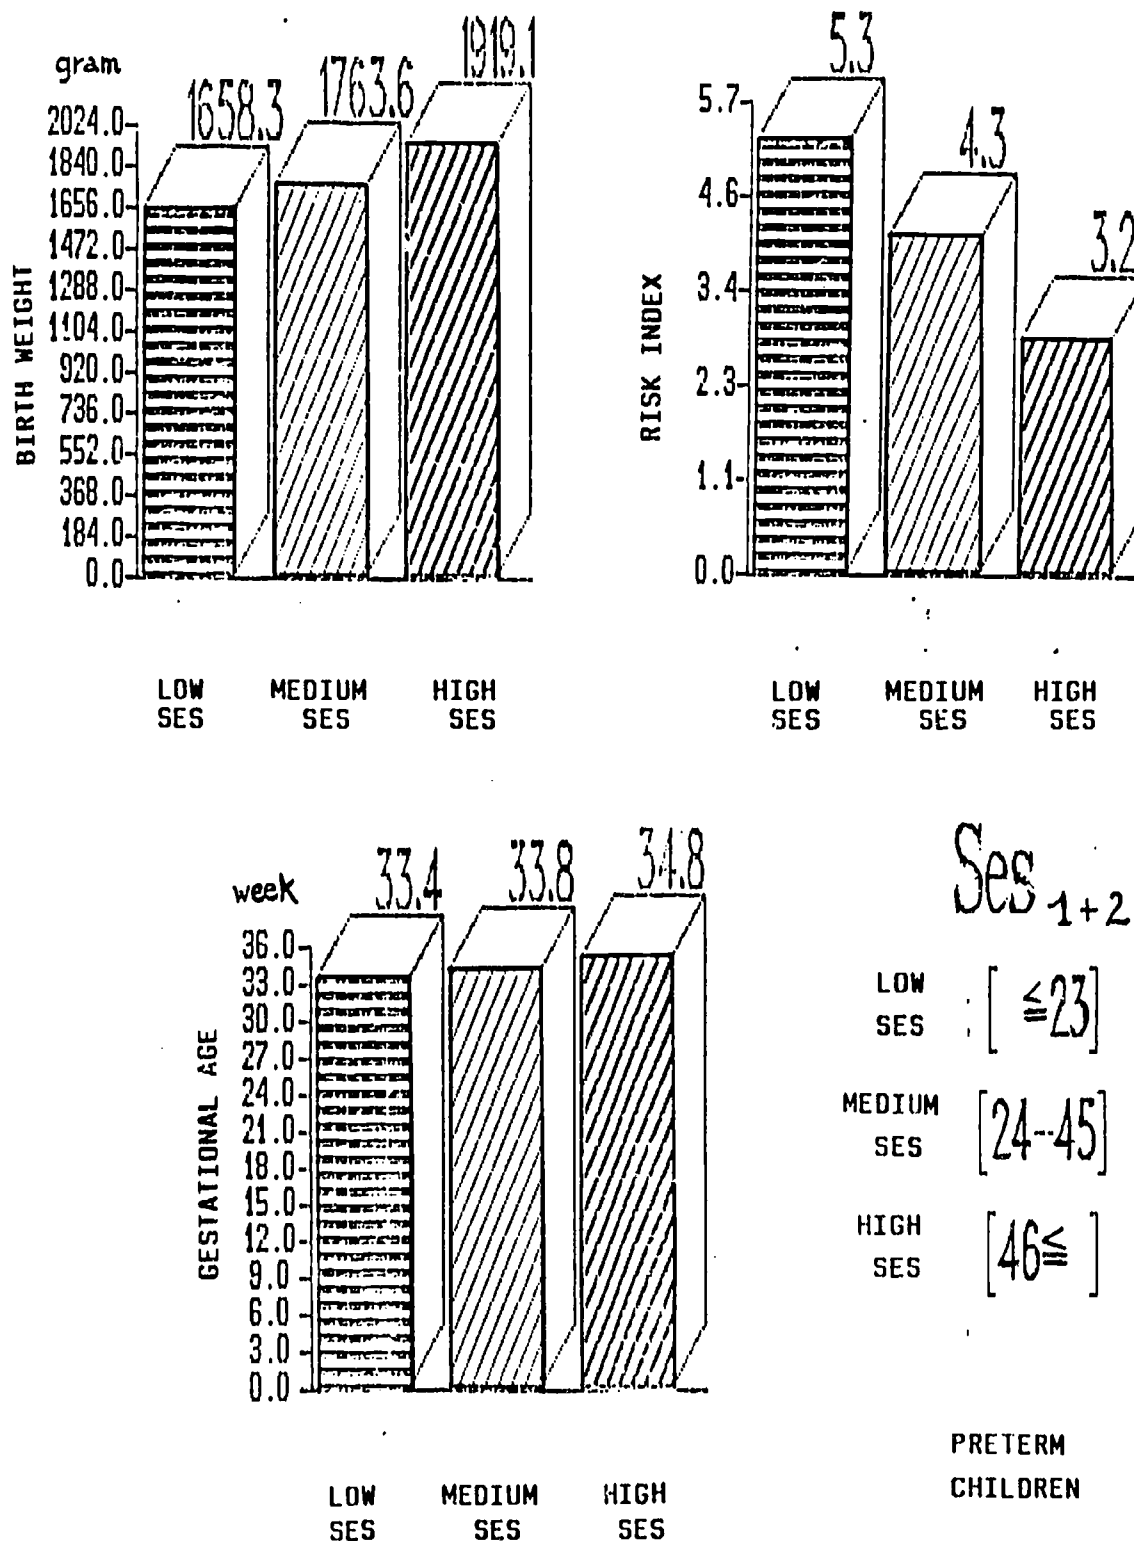 gram
1658.3
1763.6
1919.1
2024.0
1840.0
1656.0
1472.0
1288.0
1104.0
920.0
736.0
552.0
368.0
184.0
0.0
BIRTH WEIGHT
LOW SES
MEDIUM SES
HIGH SES
5.3
4.3
3.2
5.7
4.6
3.4
2.3
1.1
0.0
RISK INDEX
LOW SES
MEDIUM SES
HIGH SES
week
33.4
33.8
34.8
36.0
33.0
30.0
27.0
24.0
21.0
18.0
15.0
12.0
9.0
6.0
3.0
0.0
GESTATIONAL AGE
LOW SES
MEDIUM SES
HIGH SES
Ses 1+2
LOW SES : [ ≦23]
MEDIUM SES [24--45]
HIGH SES [46≦ ]
PRETERM
CHILDREN